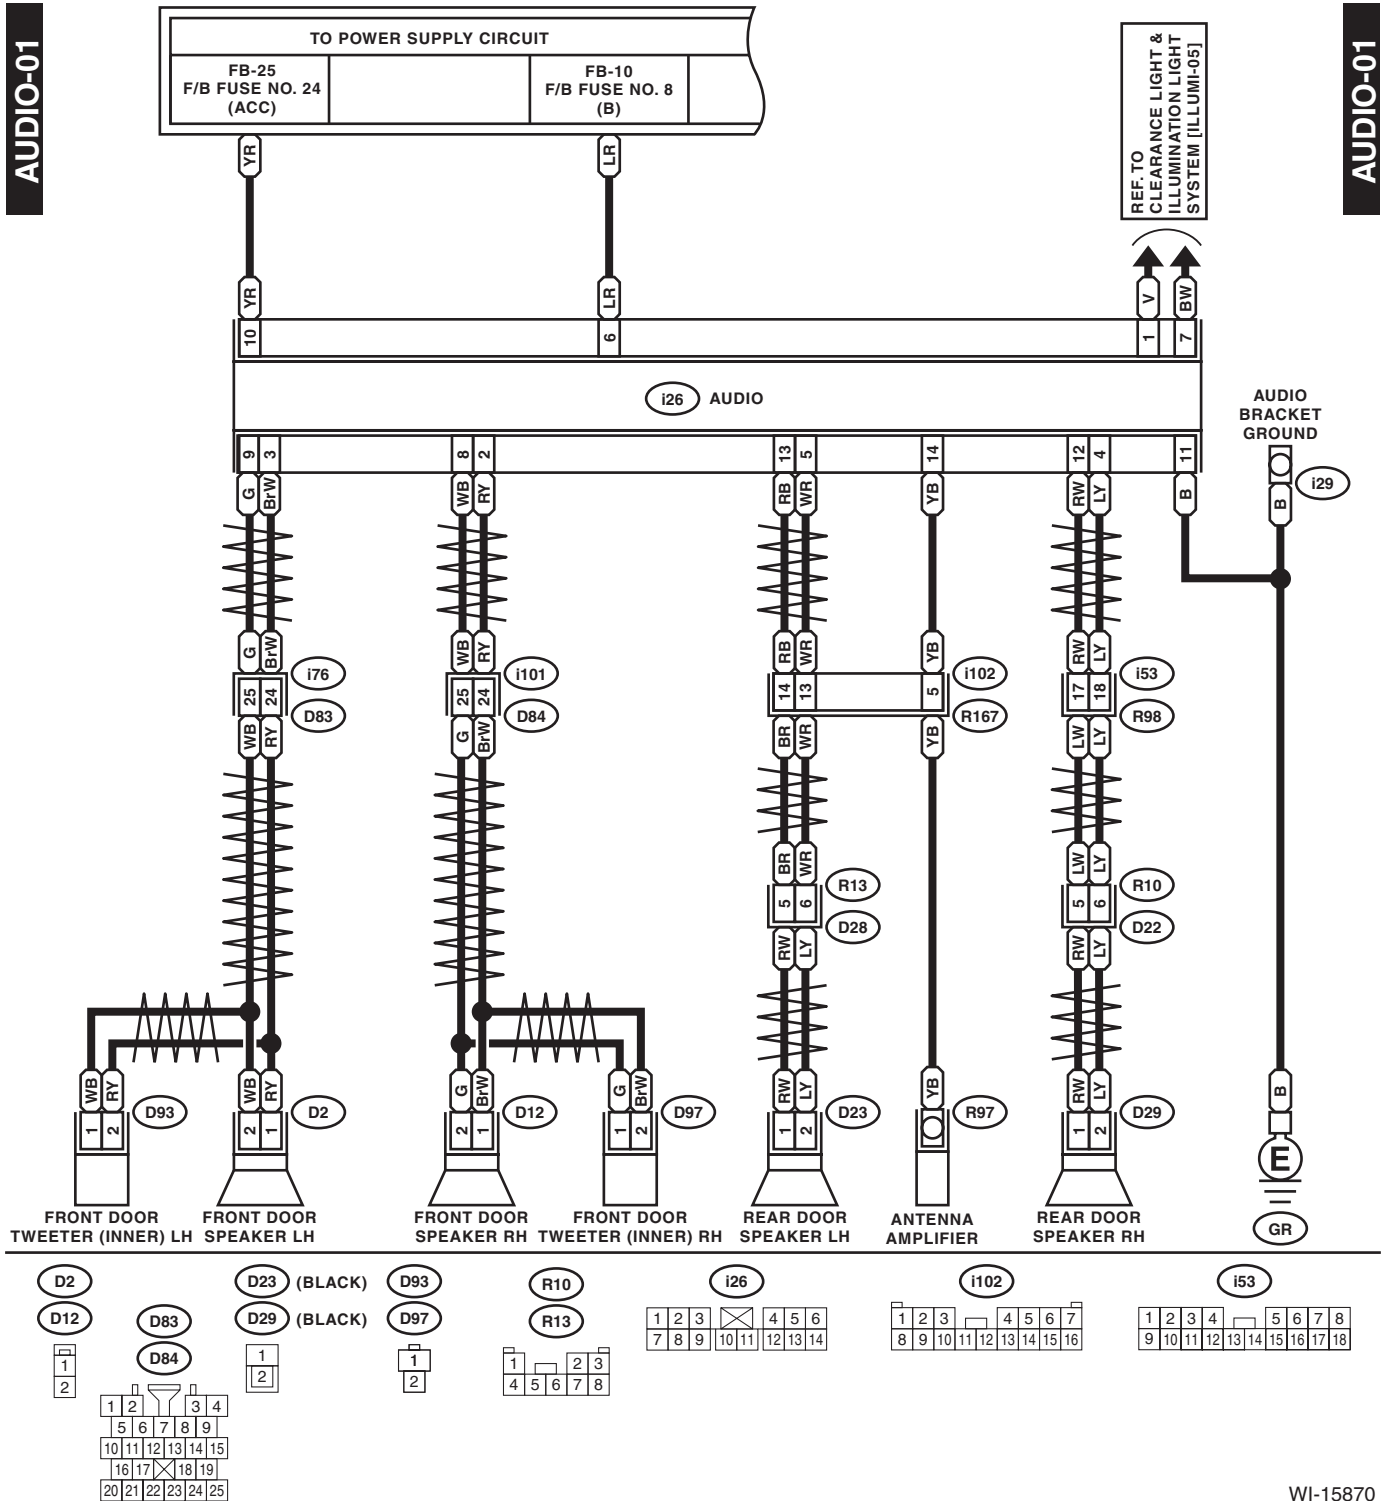 AUDIO-01
AUDIO-01
TO POWER SUPPLY CIRCUIT
FB-25
F/B FUSE NO. 24
(ACC)
FB-10
F/B FUSE NO. 8
(B)
REF. TO
CLEARANCE LIGHT &
ILLUMINATION LIGHT
SYSTEM [ILLUMI-05]
YR
LR
YR
LR
V
BW
10
6
1
7
i26
AUDIO
AUDIO
BRACKET
GROUND
9 3
8 2
13 5
14
12 4
11
i29
G BrW
WB RY
RB WR
YB
RW LY
B
B
G BrW
WB RY
RB WR
YB
RW LY
i76
i101
i102
i53
25 24
25 24
14 13
5
17 18
D83
D84
R167
R98
WB RY
G BrW
BR WR
YB
LW LY
BR WR
LW LY
R13
R10
5 6
5 6
D28
D22
RW LY
RW LY
WB RY
WB RY
G BrW
G BrW
RW LY
YB
RW LY
B
1 2
D93
2 1
D2
2 1
D12
1 2
D97
1 2
D23
R97
1 2
D29
E
GR
FRONT DOOR
TWEETER (INNER) LH
FRONT DOOR
SPEAKER LH
FRONT DOOR
SPEAKER RH
FRONT DOOR
TWEETER (INNER) RH
REAR DOOR
SPEAKER LH
ANTENNA
AMPLIFIER
REAR DOOR
SPEAKER RH
D2
D12
1
2
D83
D84
1 2 3 4
5 6 7 8 9
10 11 12 13 14 15
16 17 18 19
20 21 22 23 24 25
D23 (BLACK)
D29 (BLACK)
1
2
D93
D97
1
2
R10
R13
1 2 3
4 5 6 7 8
i26
1 2 3 4 5 6
7 8 9 10 11 12 13 14
i102
1 2 3 4 5 6 7
8 9 10 11 12 13 14 15 16
i53
1 2 3 4 5 6 7 8
9 10 11 12 13 14 15 16 17 18
WI-15870